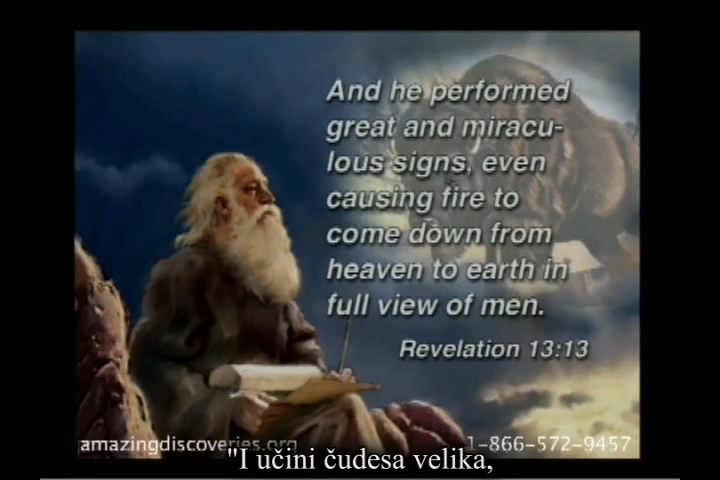 And he performed
great and miracu-
lous signs, even
causing fire to
come down from
heaven to earth in
full view of men.
Revelation 13:13
amazingdiscoveries.org
1-866-572-9457
"I učini čudesa velika,